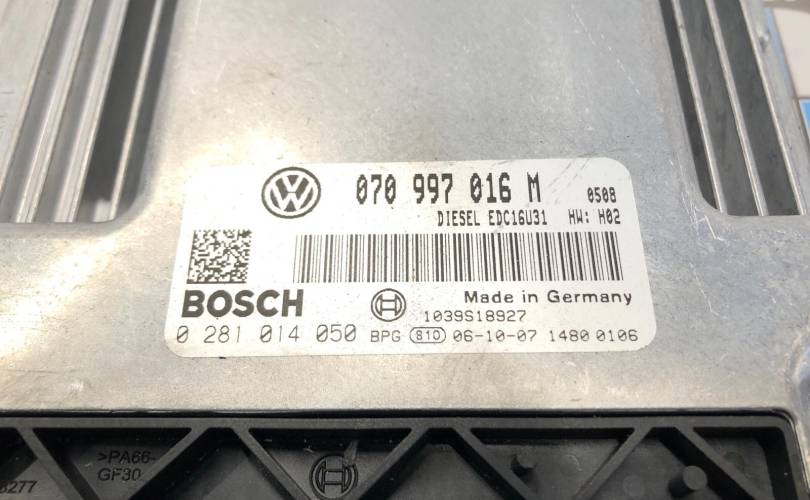 070 997 016 M 0508
DIESEL EDC16U31 HW: H02
BOSCH Made in Germany
1039S18927
0 281 014 050 BPG 810 06-10-07 1480 0106
>PA66-
GF30
8277